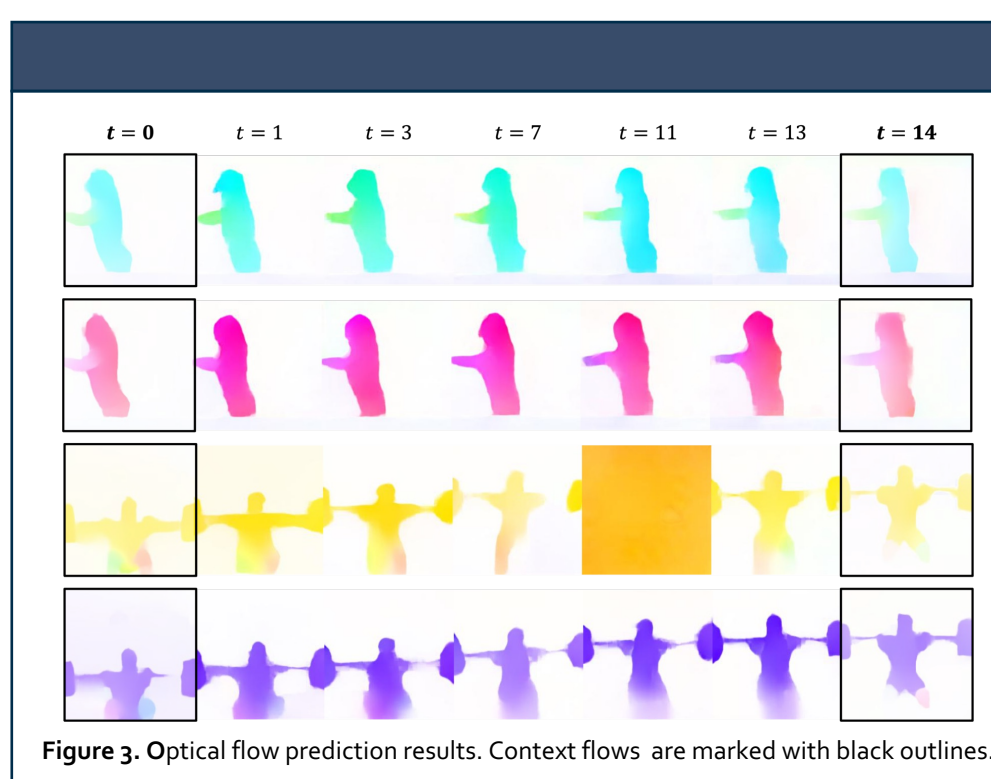 t = 0 t = 1 t = 3 t = 7 t = 11 t = 13 t = 14
Figure 3. Optical flow prediction results. Context flows are marked with black outlines.